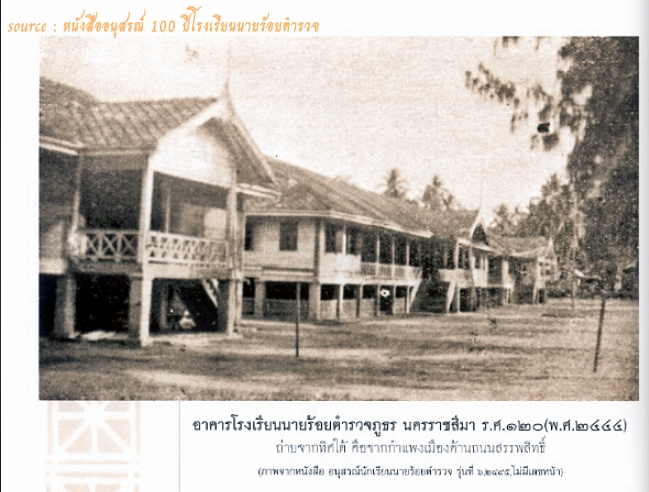 source : หนังสืออนุสรณ์ 100 ปีโรงเรียนนายร้อยตำรวจ
อาคารโรงเรียนนายร้อยตำรวจภูธร นครราชสีมา ร.ศ.๑๒๐(พ.ศ.๒๔๔๔)
ถ่ายจากทิศใต้ คือจากกำแพงเมืองด้านถนนสรรพสิทธิ์
(ภาพจากหนังสือ อนุสรณ์นักเรียนนายร้อยตำรวจ รุ่นที่ ๖,๒๔๙๕,ไม่มีเลขหน้า)